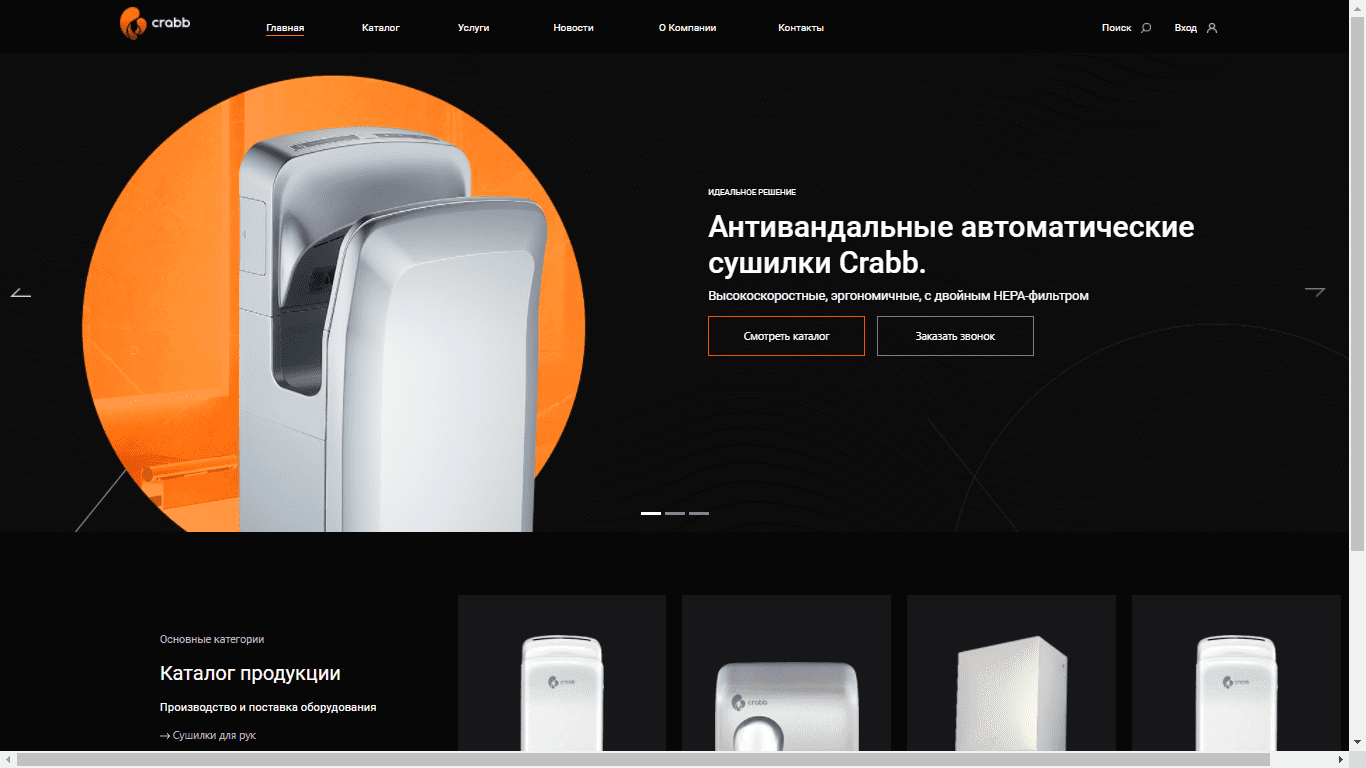 crabb
Главная
Каталог
Услуги
Новости
О Компании
Контакты
Поиск
Вход
ИДЕАЛЬНОЕ РЕШЕНИЕ
Антивандальные автоматические
сушилки Crabb.
Высокоскоростные, эргономичные, с двойным HEPA-фильтром
Смотреть каталог
Заказать звонок
Основные категории
Каталог продукции
Производство и поставка оборудования
→ Сушилки для рук
crabb
crabb
crabb